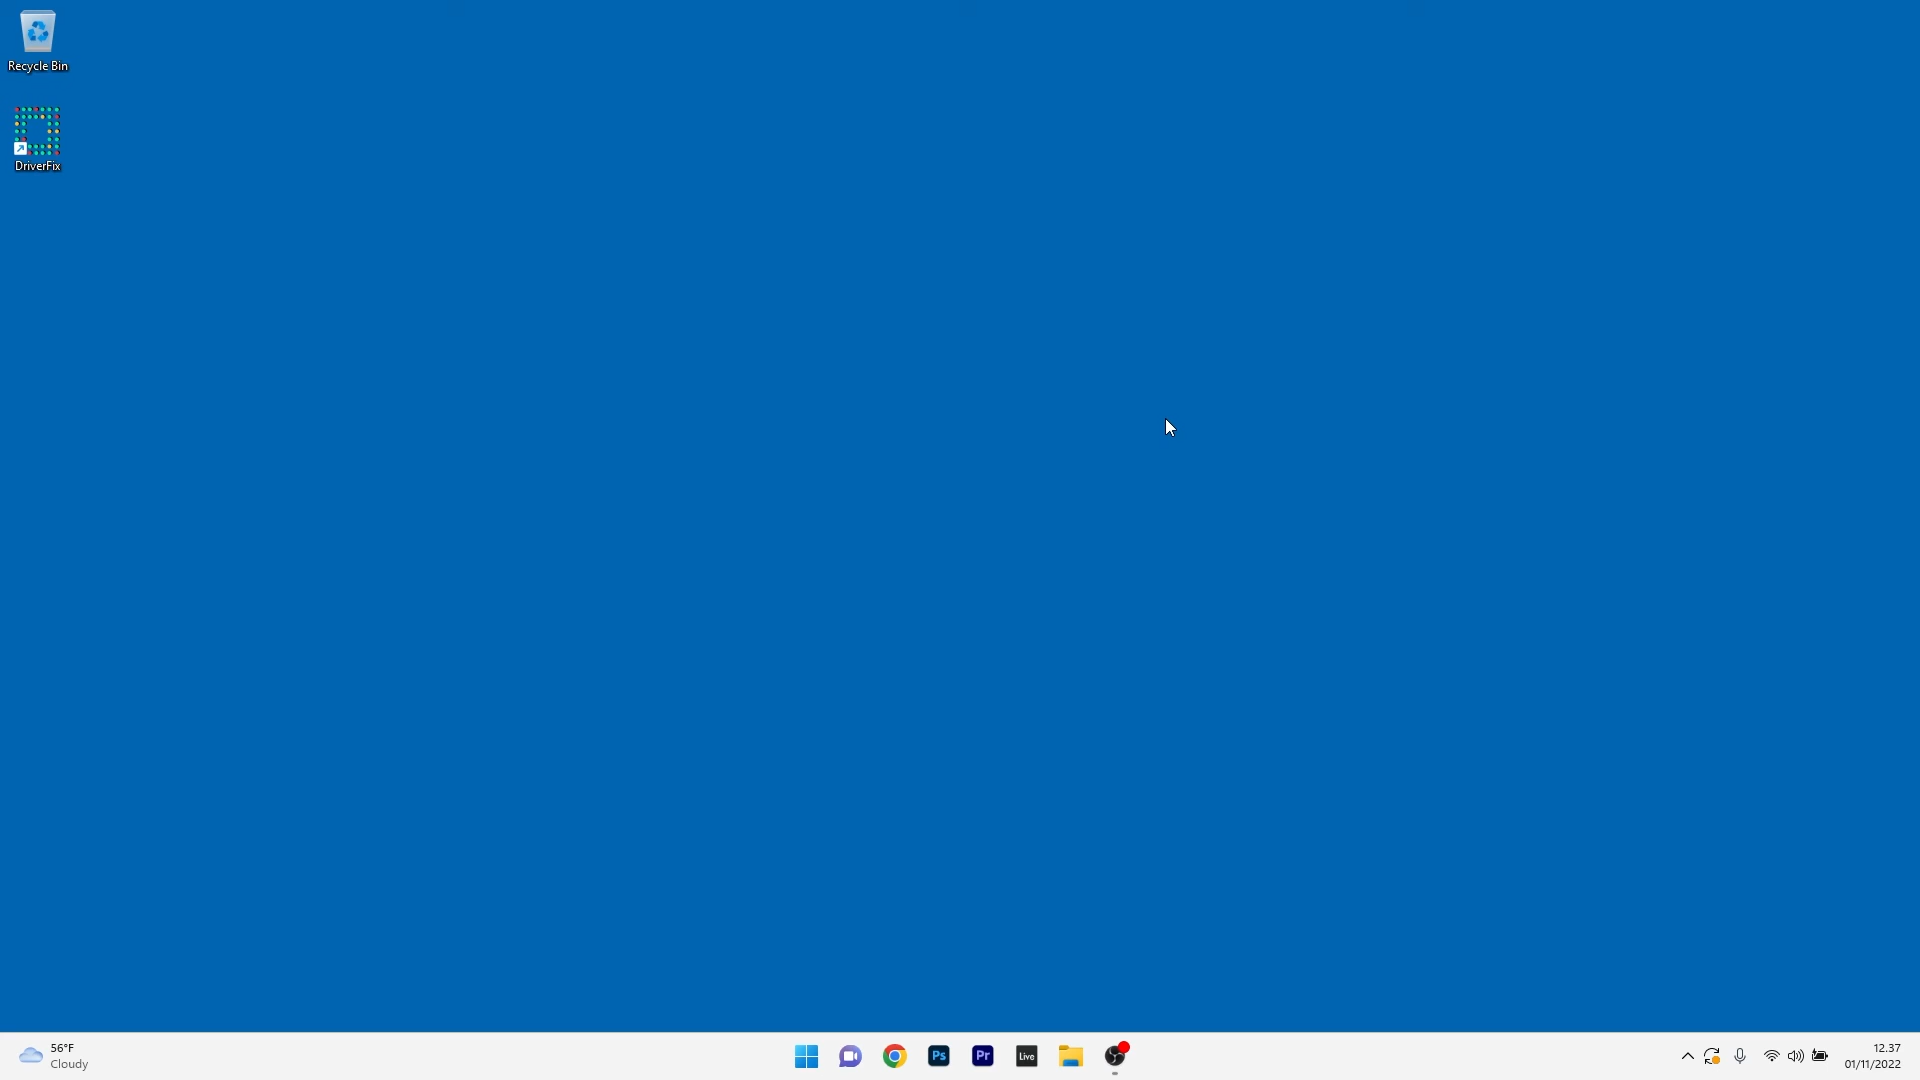 Recycle Bin
DriverFix
56°F
Cloudy
Ps
Pr
Live
12.37
01/11/2022